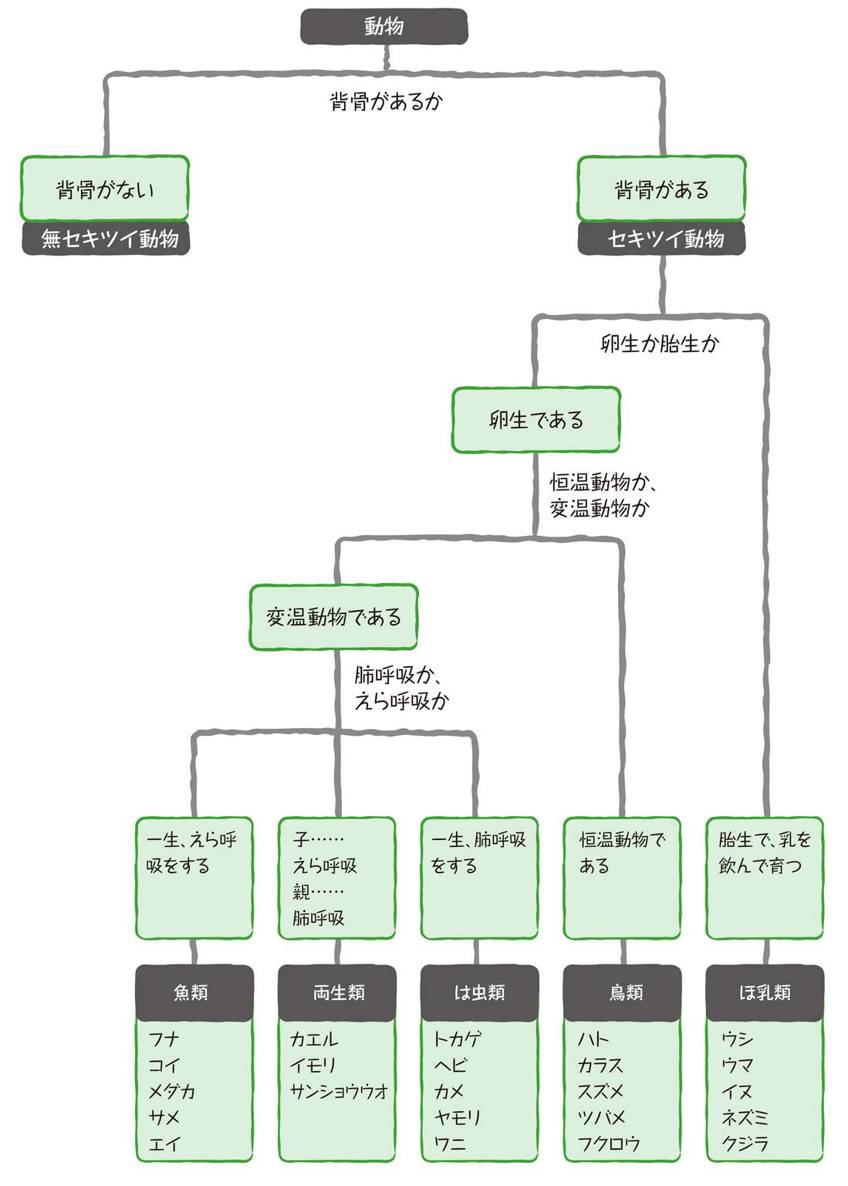 動物
背骨があるか
背骨がない
無セキツイ動物
背骨がある
セキツイ動物
卵生か胎生か
卵生である
恒温動物か、
変温動物か
変温動物である
肺呼吸か、
えら呼吸か
一生、えら呼
吸をする
子……
えら呼吸
親……
肺呼吸
一生、肺呼吸
をする
恒温動物で
ある
胎生で、乳を
飲んで育つ
魚類
フナ
コイ
メダカ
サメ
エイ
両生類
カエル
イモリ
サンショウウオ
は虫類
トカゲ
ヘビ
カメ
ヤモリ
ワニ
鳥類
ハト
カラス
スズメ
ツバメ
フクロウ
ほ乳類
ウシ
ウマ
イヌ
ネズミ
クジラ